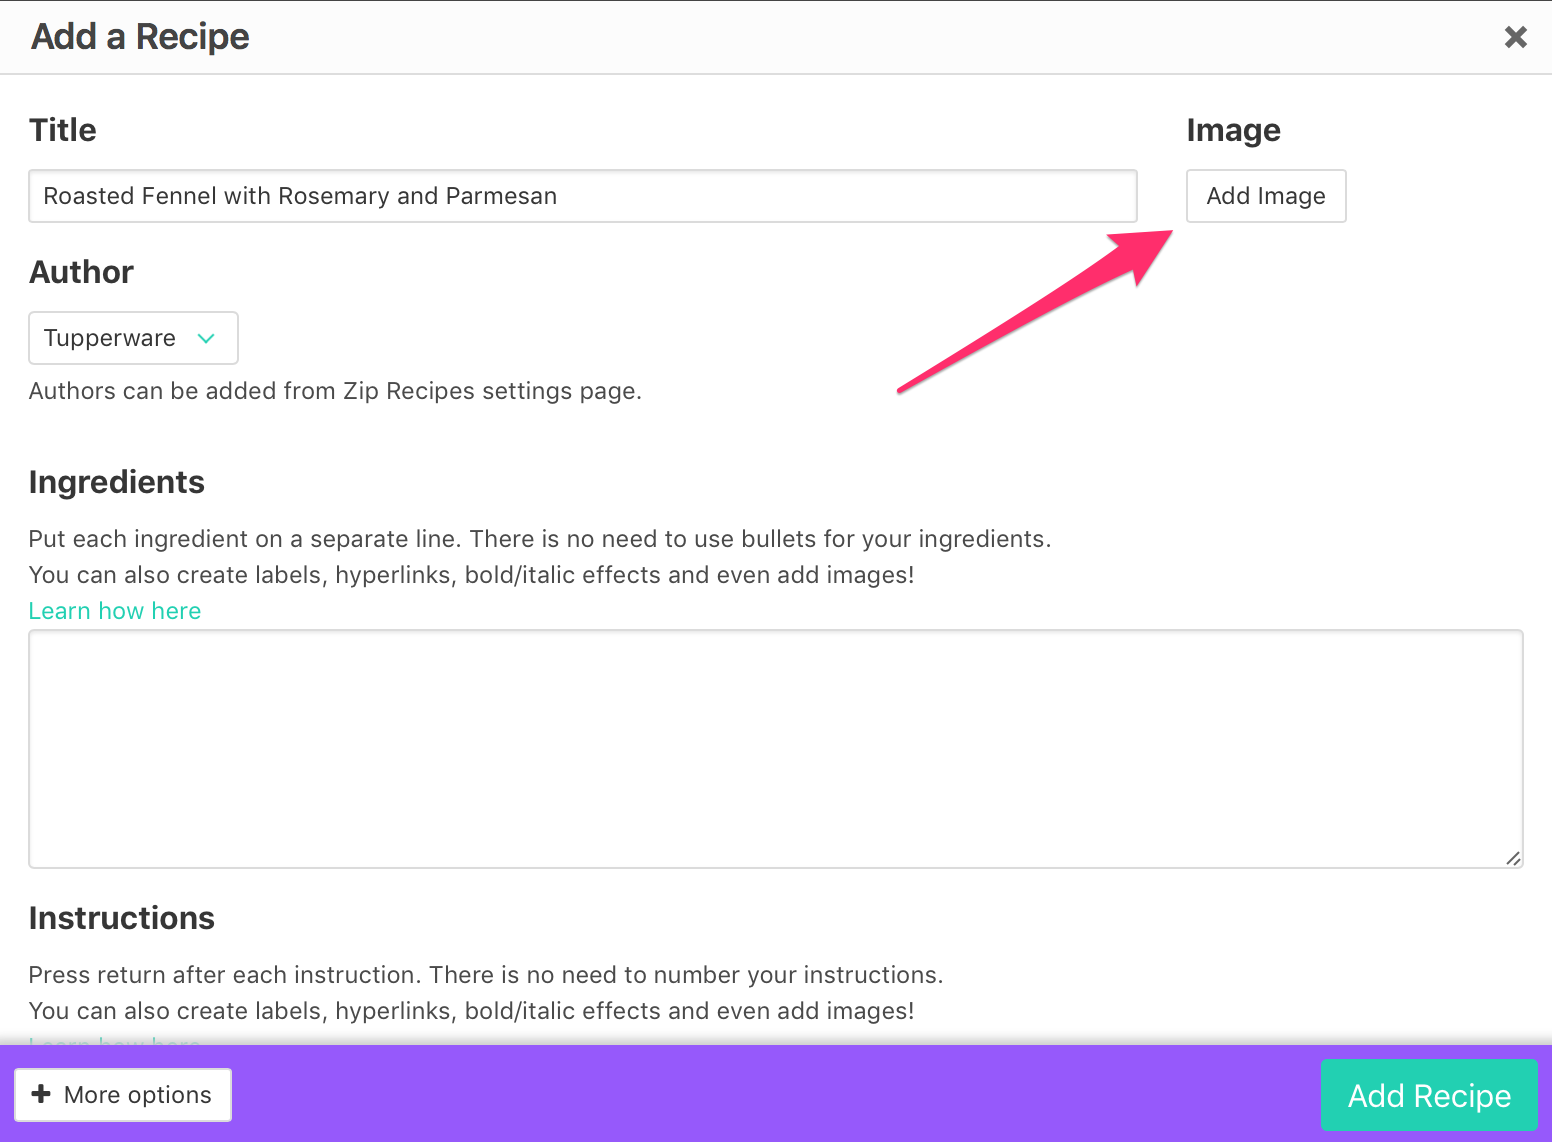 Add a Recipe
Title
Image
Roasted Fennel with Rosemary and Parmesan
Add Image
Author
Tupperware
Authors can be added from Zip Recipes settings page.
Ingredients
Put each ingredient on a separate line. There is no need to use bullets for your ingredients.
You can also create labels, hyperlinks, bold/italic effects and even add images!
Learn how here
Instructions
Press return after each instruction. There is no need to number your instructions.
You can also create labels, hyperlinks, bold/italic effects and even add images!
Learn how here
More options
Add Recipe